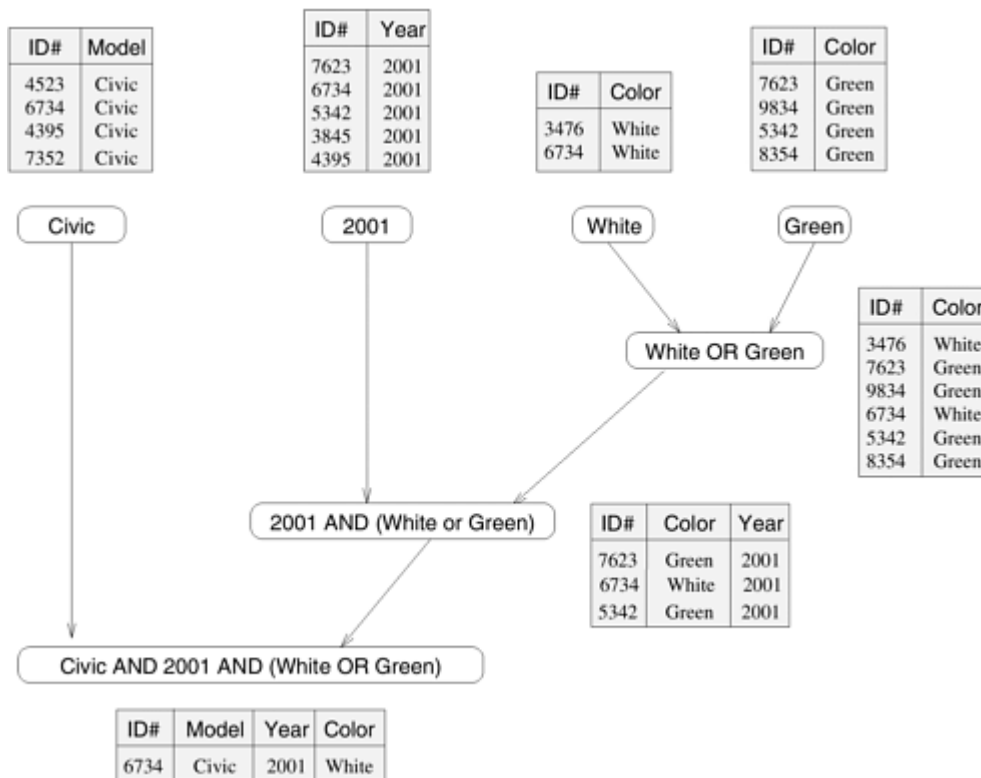 ID# Model
4523 Civic
6734 Civic
4395 Civic
7352 Civic
ID# Year
7623 2001
6734 2001
5342 2001
3845 2001
4395 2001
ID# Color
3476 White
6734 White
ID# Color
7623 Green
9834 Green
5342 Green
8354 Green
Civic
2001
White
Green
White OR Green
ID# Color
3476 White
7623 Green
9834 Green
6734 White
5342 Green
8354 Green
2001 AND (White or Green)
ID# Color Year
7623 Green 2001
6734 White 2001
5342 Green 2001
Civic AND 2001 AND (White OR Green)
ID# Model Year Color
6734 Civic 2001 White